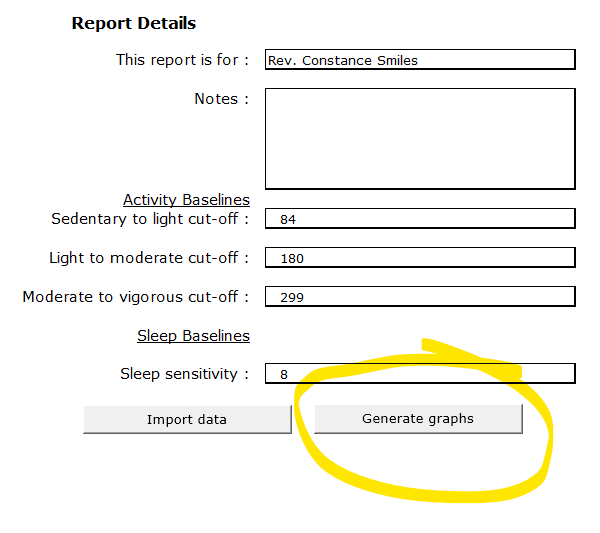 Report Details
This report is for : Rev. Constance Smiles
Notes :
Activity Baselines
Sedentary to light cut-off : 84
Light to moderate cut-off : 180
Moderate to vigorous cut-off : 299
Sleep Baselines
Sleep sensitivity : 8
Import data Generate graphs